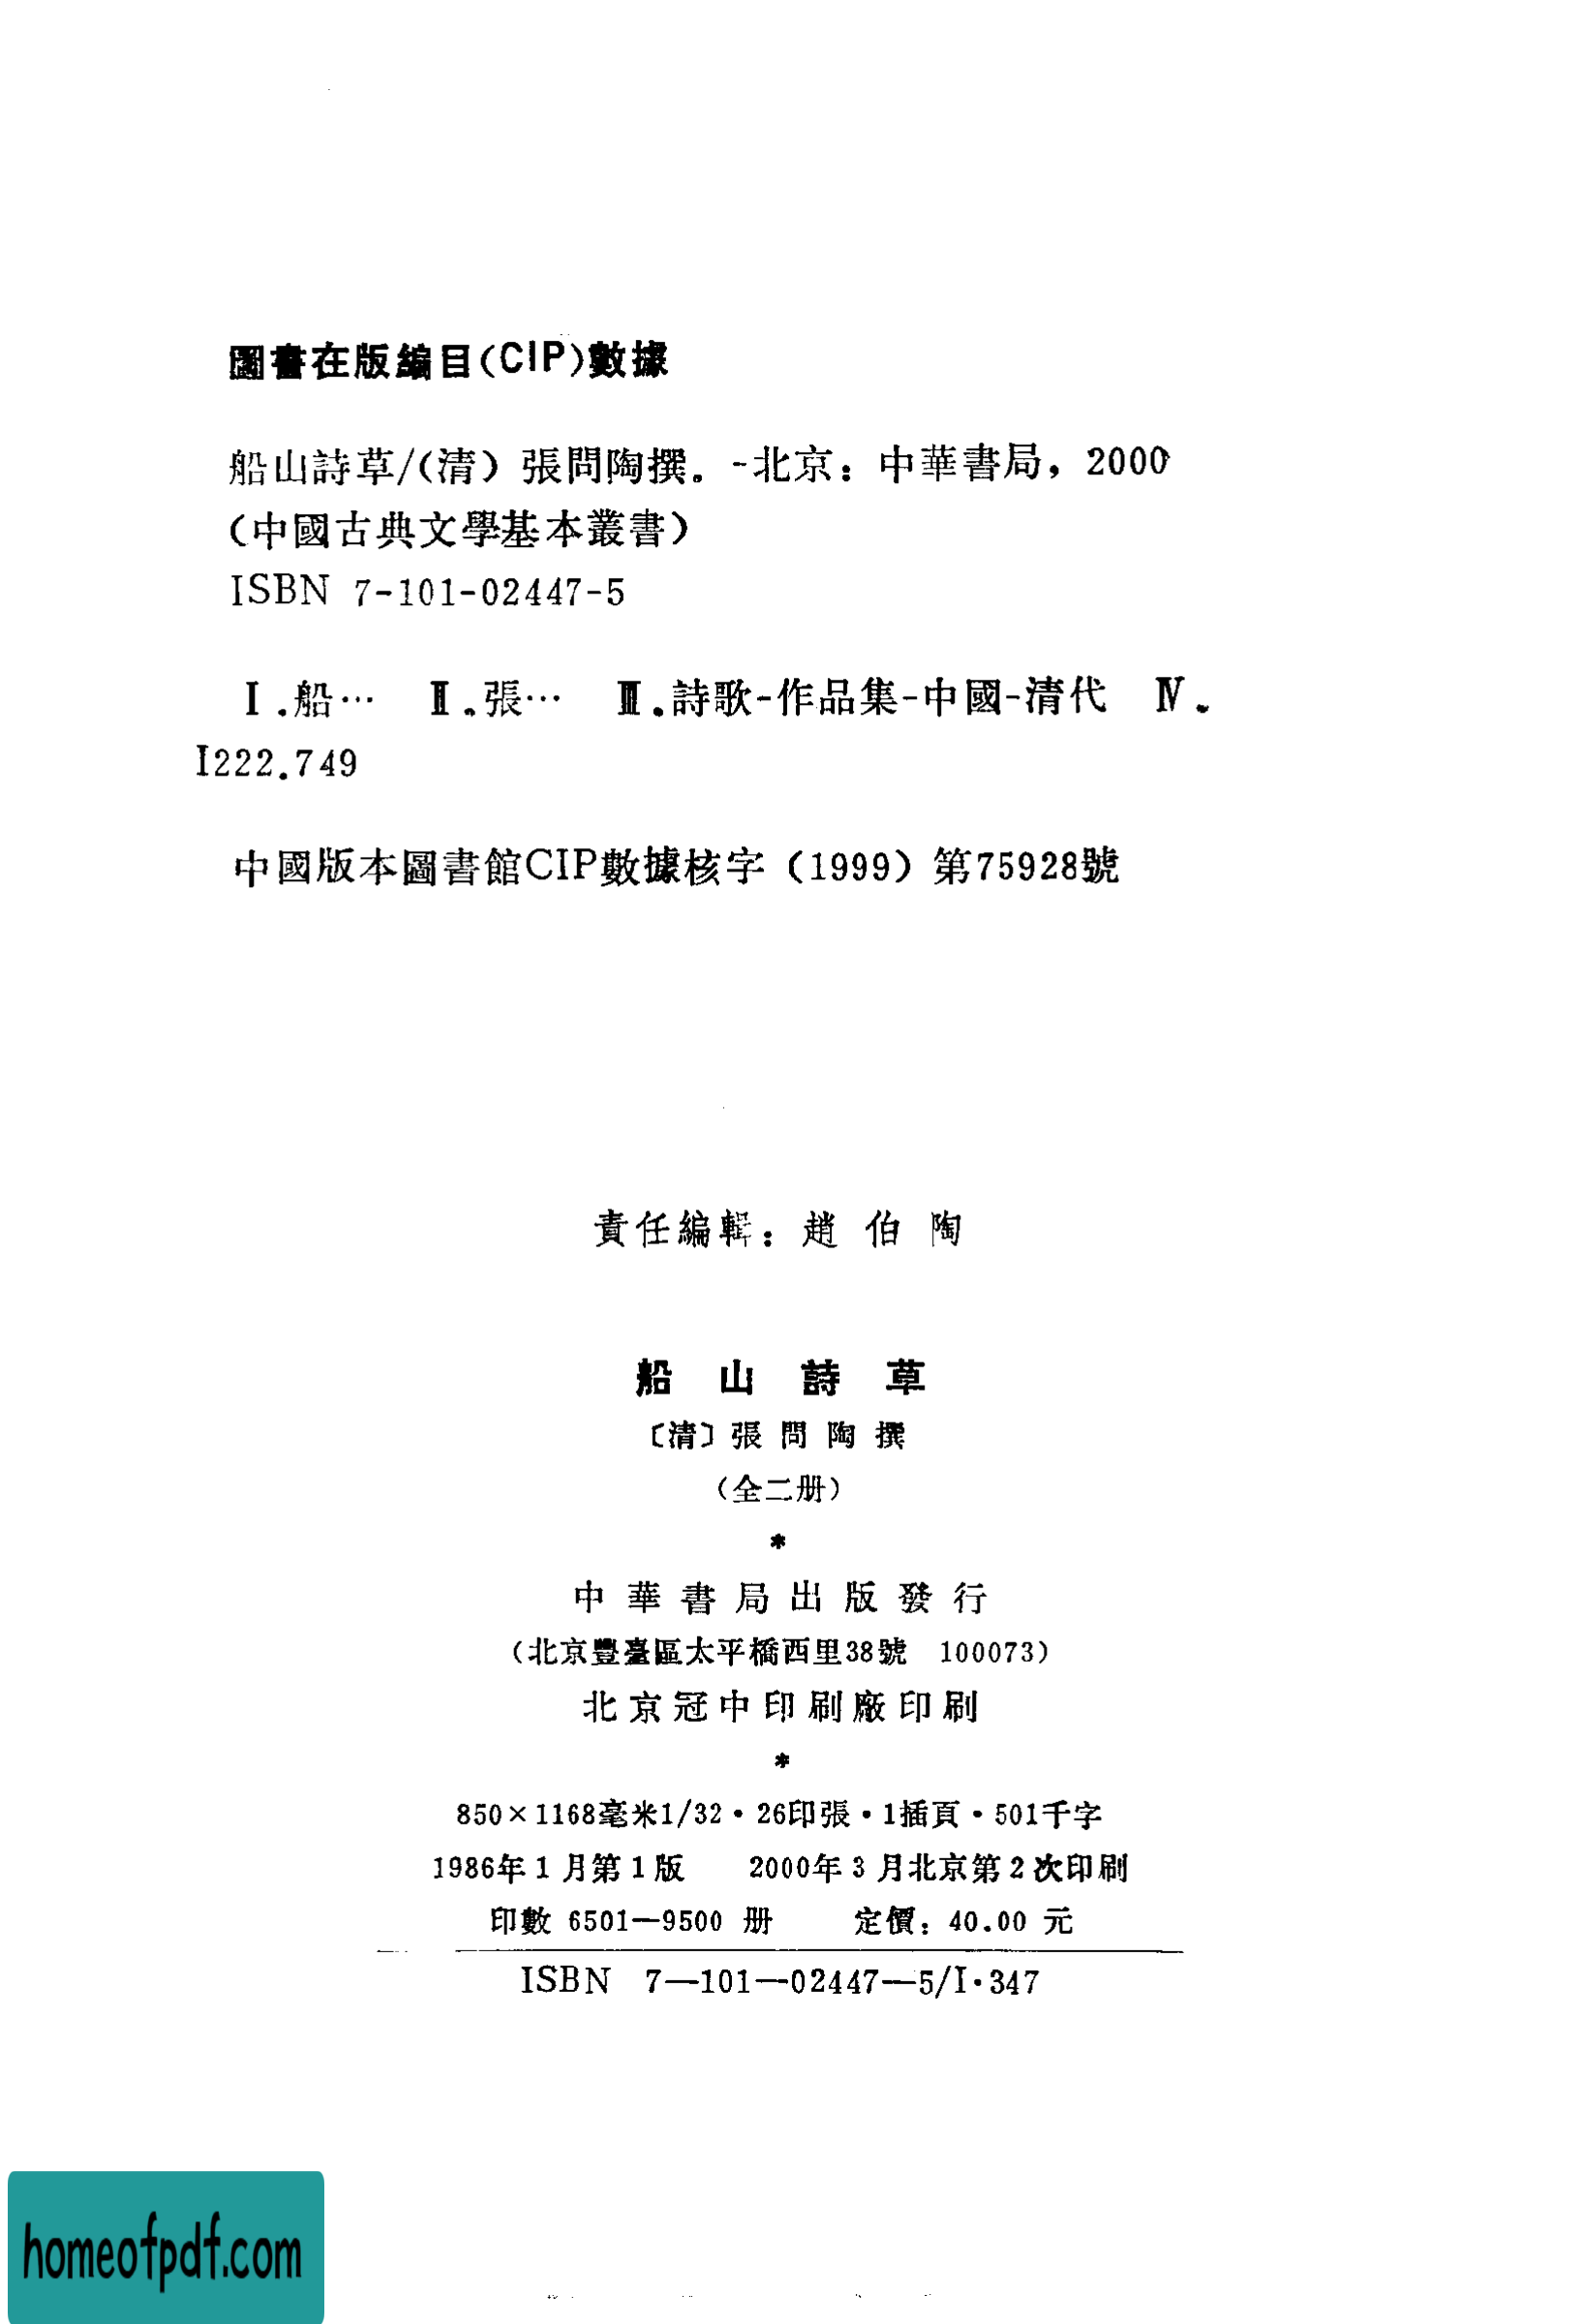 圖書在版編目(CIP)數據
船山詩草/(清) 張問陶撰. -北京: 中華書局, 2000
(中國古典文學基本叢書)
ISBN 7-101-02447-5
Ⅰ.船… Ⅱ.張… Ⅲ.詩歌-作品集-中國-清代 Ⅳ.
I222.749
中國版本圖書館CIP數據核字 (1999) 第75928號
責任編輯: 趙 伯 陶
船 山 詩 草
〔清〕張 問 陶 撰
(全二册)
*
中 華 書 局 出 版 發 行
(北京豐臺區太平橋西里38號 100073)
北京冠中印刷廠印刷
*
850×1168毫米1/32·26印張·1插頁·501千字
1986年1月第1版 2000年3月北京第2次印刷
印數 6501—9500 册 定價: 40.00 元
ISBN 7—101—02447—5/I·347
homeofpdf.com